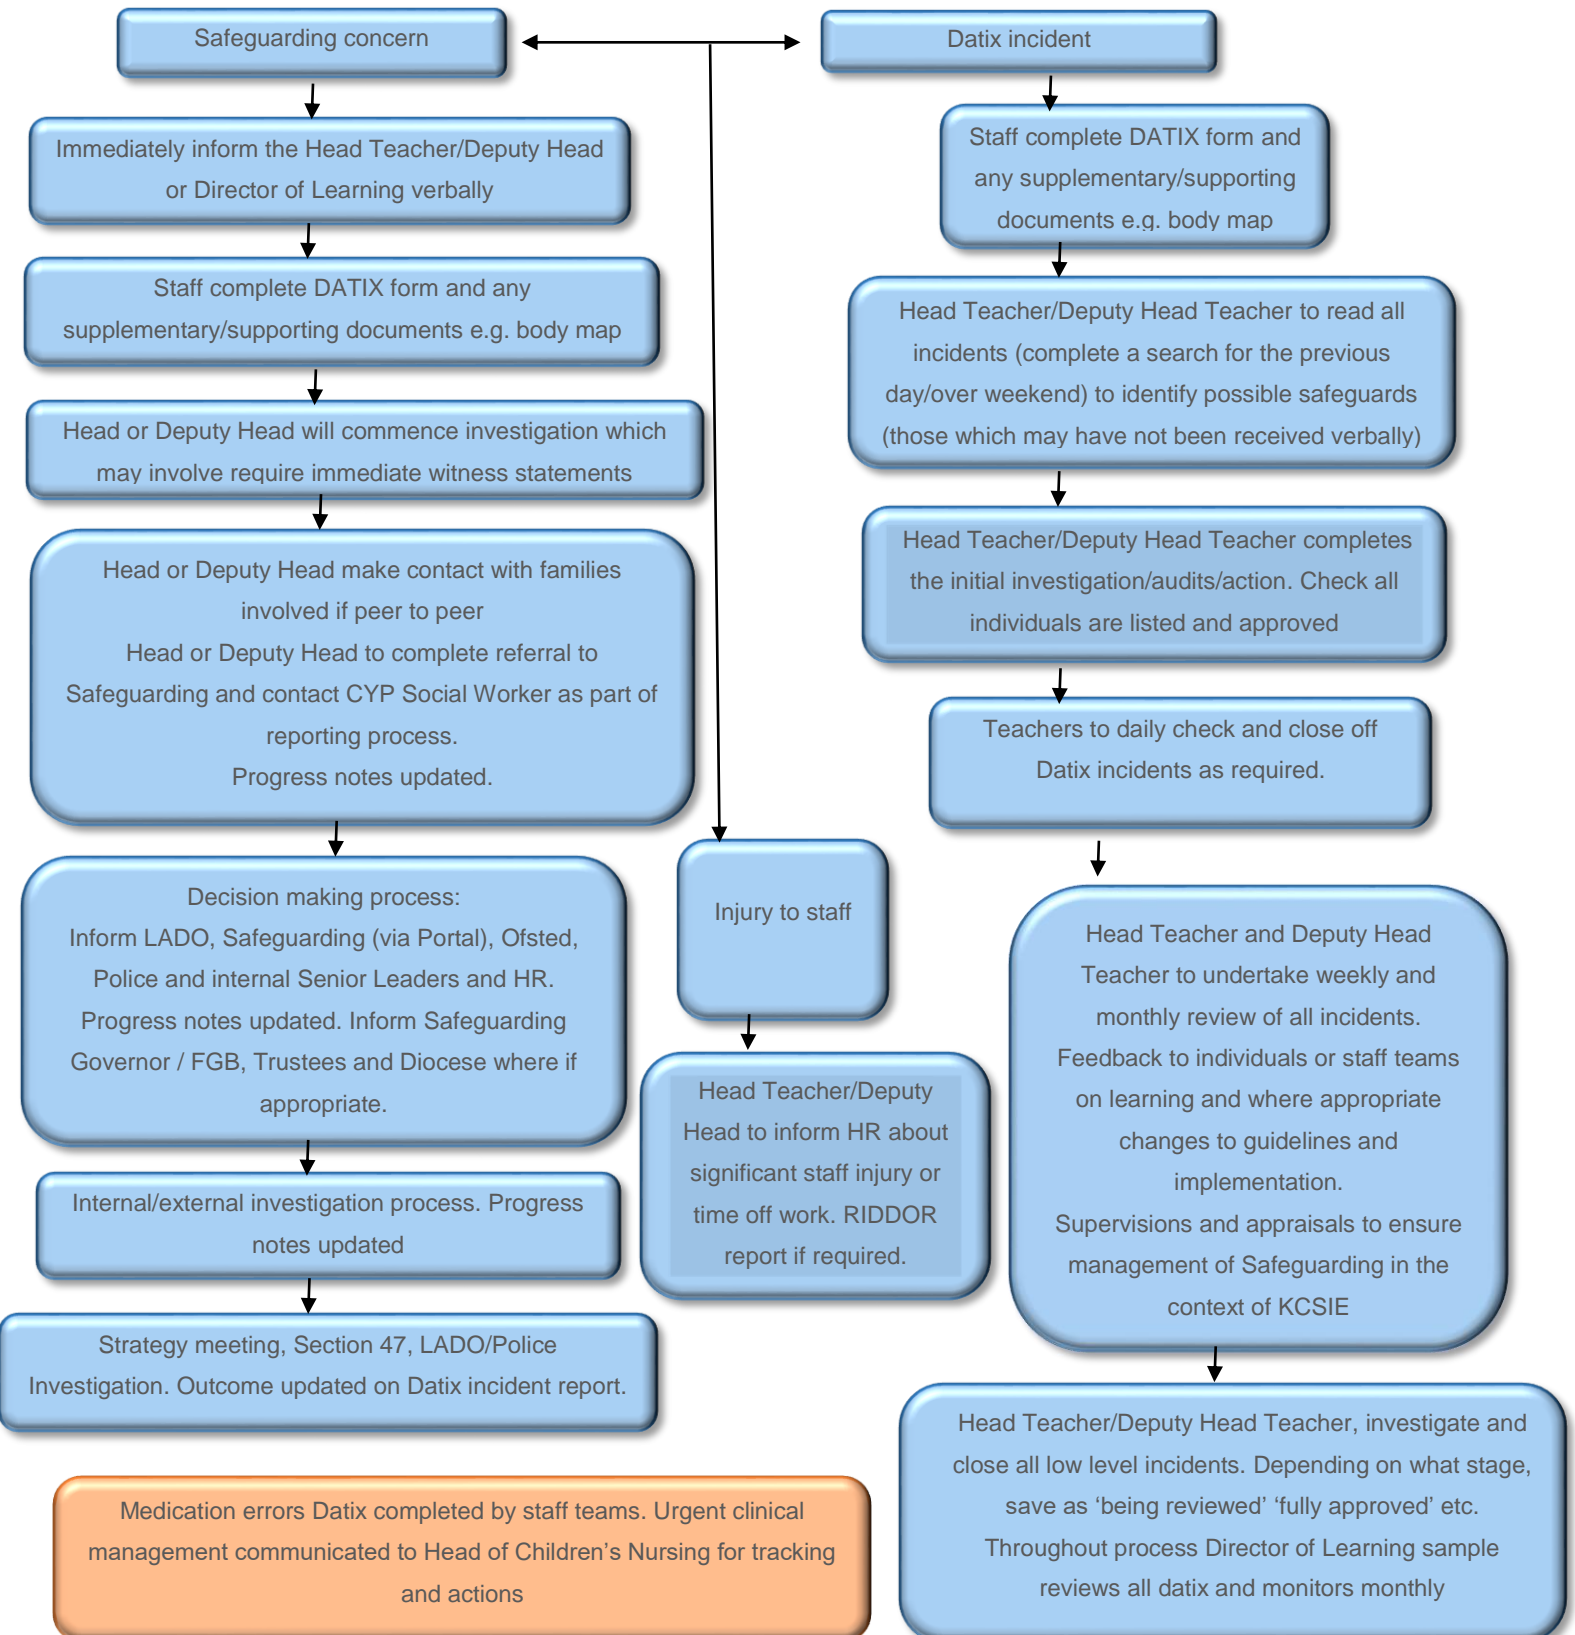 Safeguarding concern
Datix incident
Immediately inform the Head Teacher/Deputy Head
or Director of Learning verbally
Staff complete DATIX form and any
supplementary/supporting documents e.g. body map
Head or Deputy Head will commence investigation which
may involve require immediate witness statements
Head or Deputy Head make contact with families
involved if peer to peer
Head or Deputy Head to complete referral to
Safeguarding and contact CYP Social Worker as part of
reporting process.
Progress notes updated.
Decision making process:
Inform LADO, Safeguarding (via Portal), Ofsted,
Police and internal Senior Leaders and HR.
Progress notes updated. Inform Safeguarding
Governor / FGB, Trustees and Diocese where if
appropriate.
Internal/external investigation process. Progress
notes updated
Strategy meeting, Section 47, LADO/Police
Investigation. Outcome updated on Datix incident report.
Injury to staff
Head Teacher/Deputy
Head to inform HR about
significant staff injury or
time off work. RIDDOR
report if required.
Staff complete DATIX form and
any supplementary/supporting
documents e.g. body map
Head Teacher/Deputy Head Teacher to read all
incidents (complete a search for the previous
day/over weekend) to identify possible safeguards
(those which may have not been received verbally)
Head Teacher/Deputy Head Teacher completes
the initial investigation/audits/action. Check all
individuals are listed and approved
Teachers to daily check and close off
Datix incidents as required.
Head Teacher and Deputy Head
Teacher to undertake weekly and
monthly review of all incidents.
Feedback to individuals or staff teams
on learning and where appropriate
changes to guidelines and
implementation.
Supervisions and appraisals to ensure
management of Safeguarding in the
context of KCSIE
Head Teacher/Deputy Head Teacher, investigate and
close all low level incidents. Depending on what stage,
save as ‘being reviewed’ ‘fully approved’ etc.
Throughout process Director of Learning sample
reviews all datix and monitors monthly
Medication errors Datix completed by staff teams. Urgent clinical
management communicated to Head of Children’s Nursing for tracking
and actions